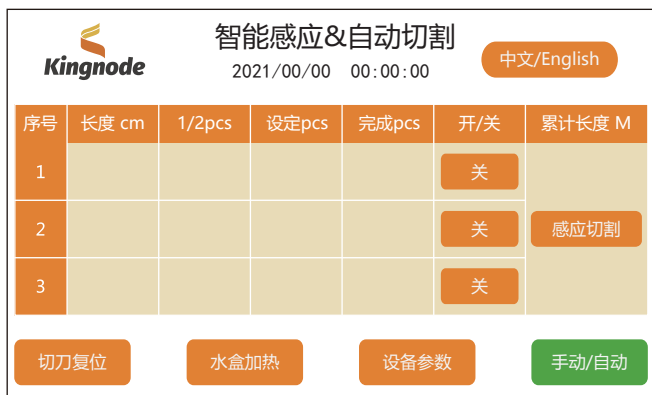 智能感应&自动切割
Kingnode
2021/00/00 00:00:00
中文/English
序号 长度 cm 1/2pcs 设定pcs 完成pcs 开/关 累计长度 M
1 关
2 关 感应切割
3 关
切刀复位 水盒加热 设备参数 手动/自动